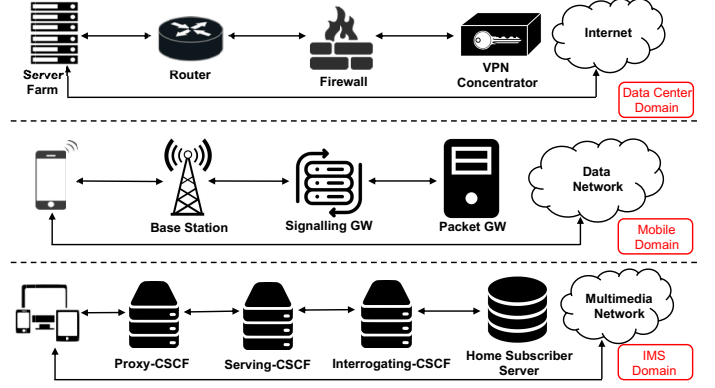 Internet
Server
Farm
Router
Firewall
VPN
Concentrator
Data Center
Domain
Data
Network
Base Station
Signalling GW
Packet GW
Mobile
Domain
Multimedia
Network
Proxy-CSCF
Serving-CSCF
Interrogating-CSCF
Home Subscriber
Server
IMS
Domain